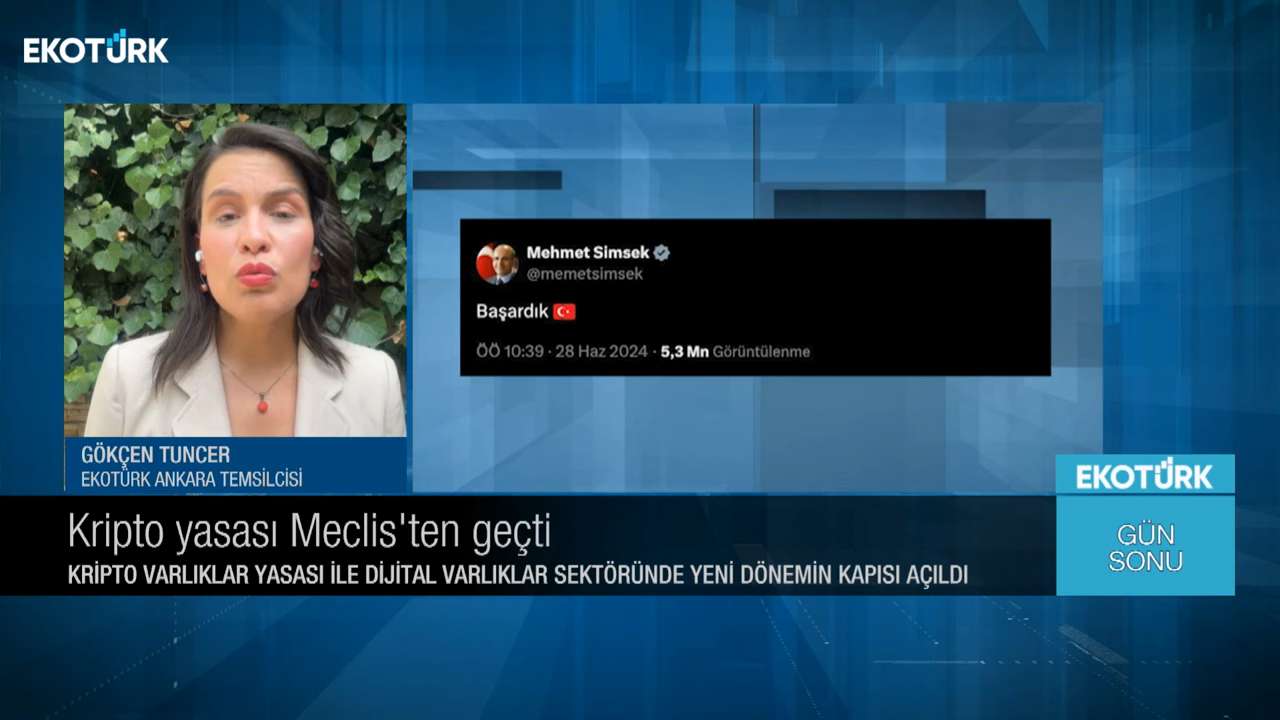 EKOTÜRK
Mehmet Simsek
@memetsimsek
Başardık
ÖÖ 10:39 · 28 Haz 2024 · 5,3 Mn Görüntülenme
GÖKÇEN TUNCER
EKOTÜRK ANKARA TEMSİLCİSİ
EKOTÜRK
Kripto yasası Meclis'ten geçti
KRİPTO VARLIKLAR YASASI İLE DİJİTAL VARLIKLAR SEKTÖRÜNDE YENİ DÖNEMİN KAPISI AÇILDI
GÜN
SONU